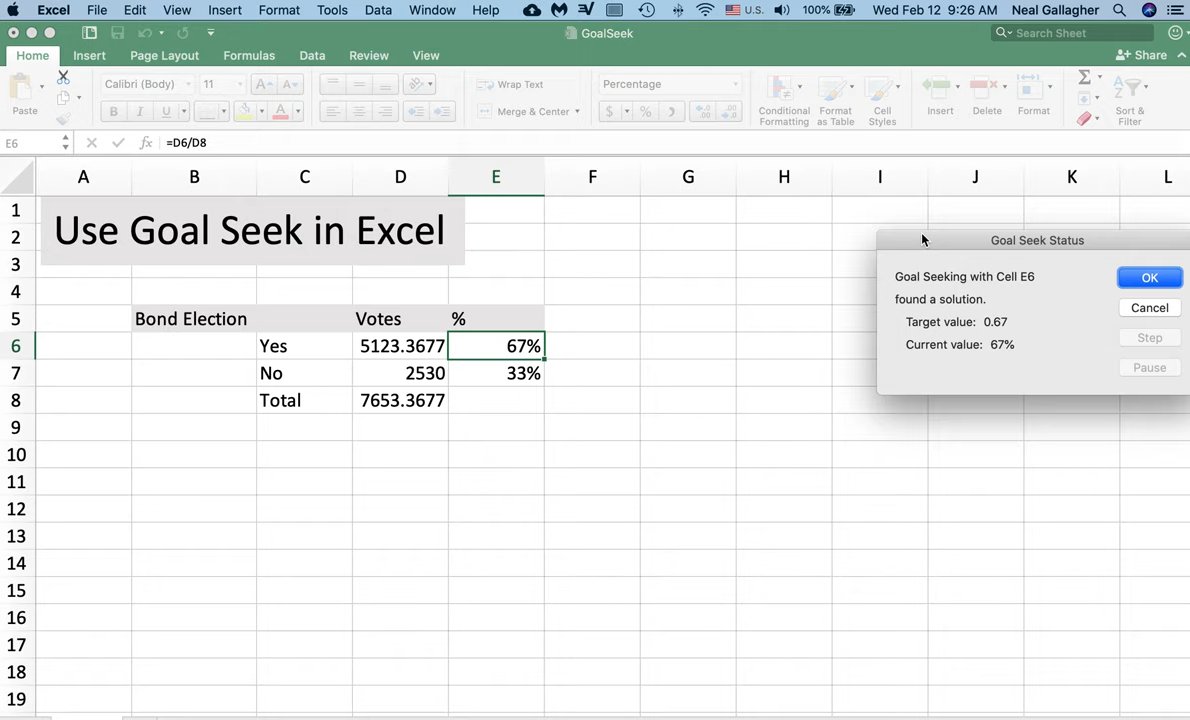 Excel File Edit View Insert Format Tools Data Window Help U.S. 100% Wed Feb 12 9:26 AM Neal Gallagher
GoalSeek
Search Sheet
Home Insert Page Layout Formulas Data Review View
Share
Paste
Calibri (Body) 11 A A
B I U A
Wrap Text
Merge & Center
Percentage
$ % .0 .00
Conditional Formatting
Format as Table
Cell Styles
Insert
Delete
Format
Sort & Filter
E6 fx =D6/D8
A B C D E F G H I J K L
1
Use Goal Seek in Excel
2
3
4
5 Bond Election Votes %
6 Yes 5123.3677 67%
7 No 2530 33%
8 Total 7653.3677
9
10
11
12
13
14
15
16
17
18
19
Goal Seek Status
Goal Seeking with Cell E6
found a solution.
Target value: 0.67
Current value: 67%
OK
Cancel
Step
Pause